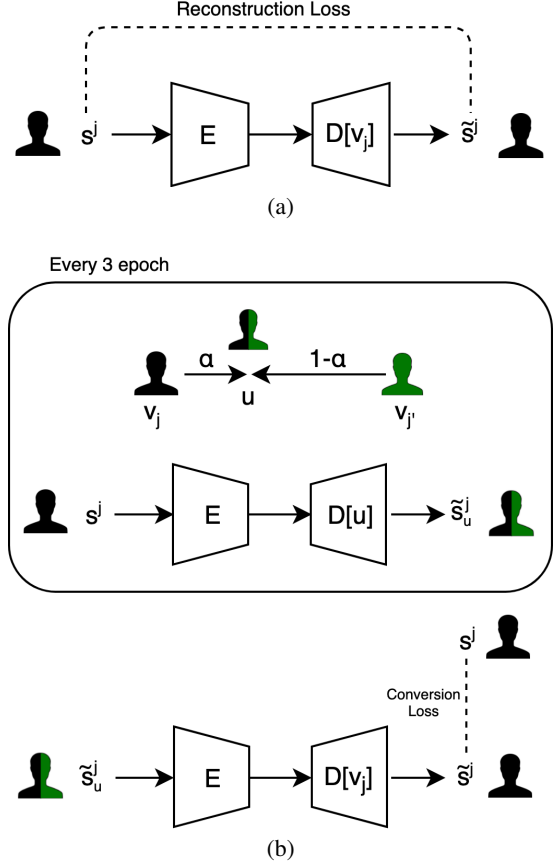 Reconstruction Loss
s^j E D[v_j] s̃^j
(a)
Every 3 epoch
α 1-α
u
v_j v_j'
s^j E D[u] s̃_u^j
s^j
Conversion
Loss
s̃_u^j E D[v_j] s̃^j
(b)